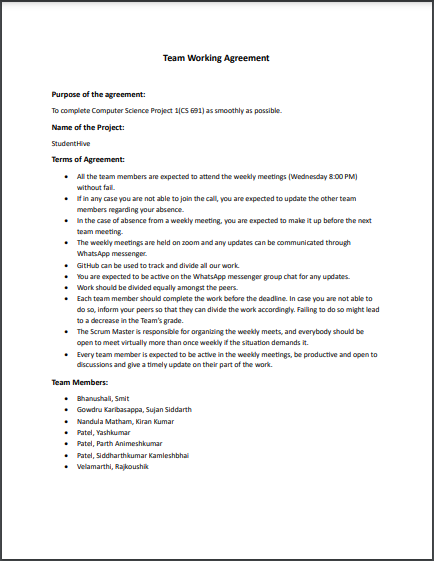 Team Working Agreement
Purpose of the agreement:
To complete Computer Science Project 1(CS 691) as smoothly as possible.
Name of the Project:
StudentHive
Terms of Agreement:
• All the team members are expected to attend the weekly meetings (Wednesday 8:00 PM)
without fail.
• If in any case you are not able to join the call, you are expected to update the other team
members regarding your absence.
• In the case of absence from a weekly meeting, you are expected to make it up before the next
team meeting.
• The weekly meetings are held on zoom and any updates can be communicated through
WhatsApp messenger.
• GitHub can be used to track and divide all our work.
• You are expected to be active on the WhatsApp messenger group chat for any updates.
• Work should be divided equally amongst the peers.
• Each team member should complete the work before the deadline. In case you are not able to
do so, inform your peers so that they can divide the work accordingly. Failing to do so might lead
to a decrease in the Team's grade.
• The Scrum Master is responsible for organizing the weekly meets, and everybody should be
open to meet virtually more than once weekly if the situation demands it.
• Every team member is expected to be active in the weekly meetings, be productive and open to
discussions and give a timely update on their part of the work.
Team Members:
• Bhanushali, Smit
• Gowdru Karibasappa, Sujan Siddarth
• Nandula Matham, Kiran Kumar
• Patel, Yashkumar
• Patel, Parth Animeshkumar
• Patel, Siddharthkumar Kamleshbhai
• Velamarthi, Rajkoushik